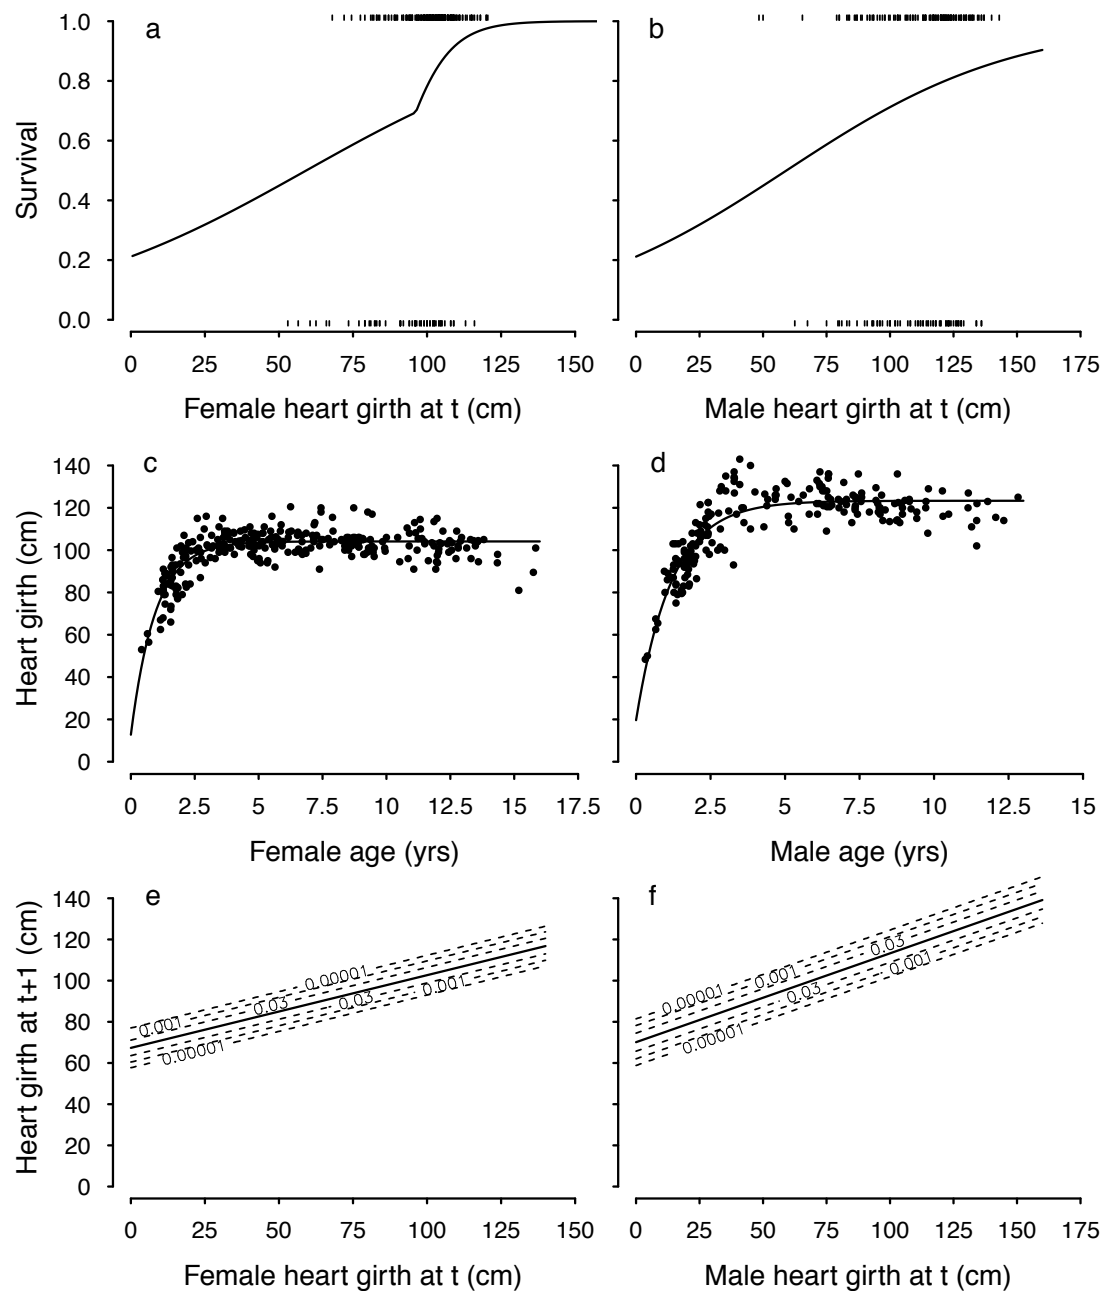 a
b
1.0
0.8
0.6
0.4
0.2
0.0
Survival
0 25 50 75 100 125 150
0 25 50 75 100 125 150 175
Female heart girth at t (cm)
Male heart girth at t (cm)
c
d
140
120
100
80
60
40
20
0
Heart girth (cm)
0 2.5 5 7.5 10 12.5 15 17.5
0 2.5 5 7.5 10 12.5 15
Female age (yrs)
Male age (yrs)
e
f
140
120
100
80
60
40
20
0
Heart girth at t+1 (cm)
0.001
0.00001
0.03
0.00001
0.03
0.001
0.00001
0.00001
0.001
0.03
0.03
0.001
0 25 50 75 100 125 150
0 25 50 75 100 125 150 175
Female heart girth at t (cm)
Male heart girth at t (cm)